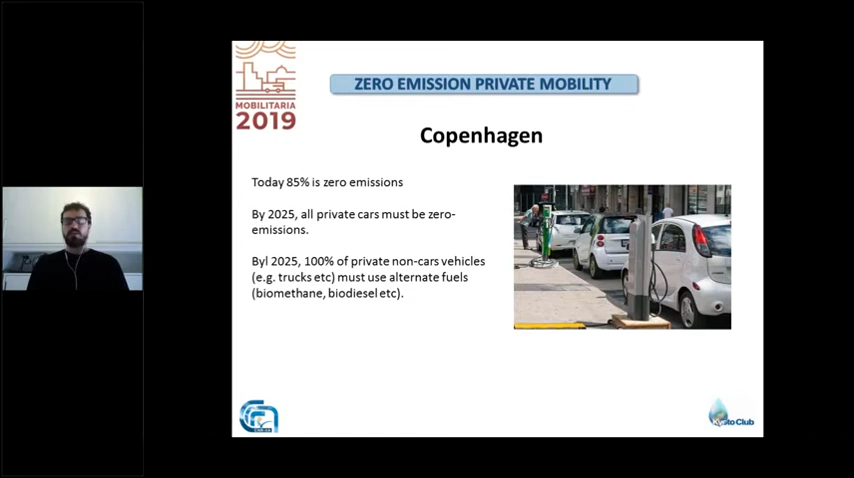 MOBILITARIA
2019
ZERO EMISSION PRIVATE MOBILITY
Copenhagen
Today 85% is zero emissions
By 2025, all private cars must be zero-
emissions.
Byl 2025, 100% of private non-cars vehicles
(e.g. trucks etc) must use alternate fuels
(biomethane, biodiesel etc).
Kyoto Club